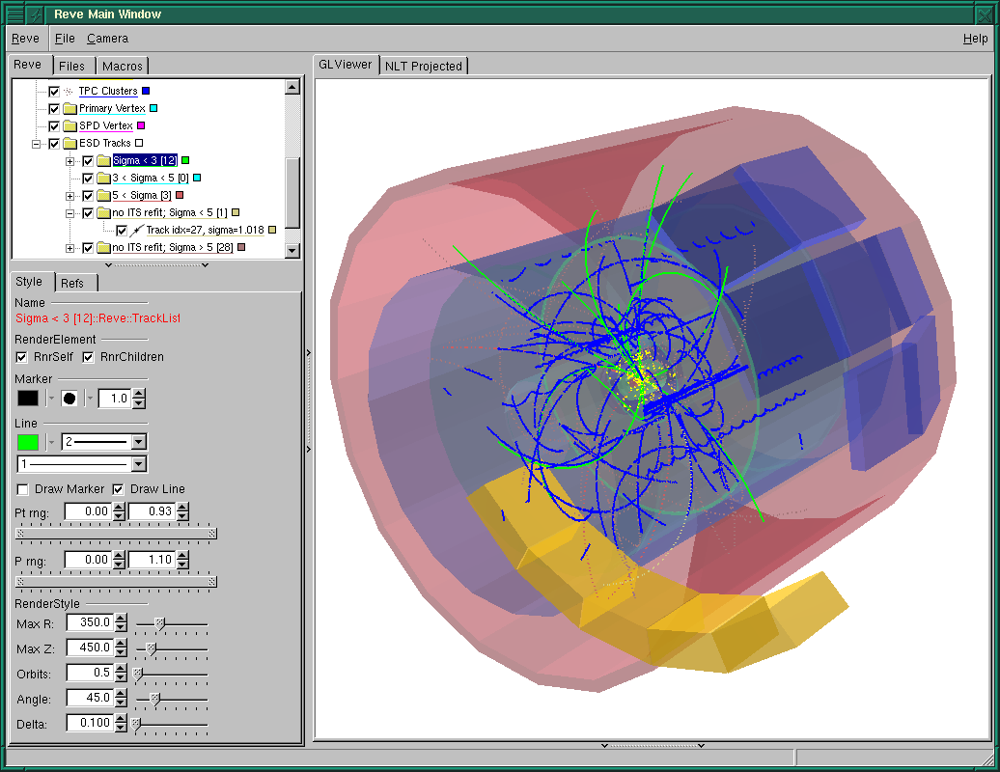 Reve Main Window
Reve File Camera Help
Reve Files Macros
GLViewer NLT Projected
TPC Clusters
Primary Vertex
SPD Vertex
ESD Tracks
Sigma < 3 [12]
3 < Sigma < 5 [0]
5 < Sigma [3]
no ITS refit; Sigma < 5 [1]
Track idx=27, sigma=1.018
no ITS refit; Sigma > 5 [28]
Style Refs
Name
Sigma < 3 [12]::Reve::TrackList
RenderElement
RnrSelf RnrChildren
Marker
1.0
Line
2
1
Draw Marker Draw Line
Pt rng: 0.00 0.93
P rng: 0.00 1.10
RenderStyle
Max R: 350.0
Max Z: 450.0
Orbits: 0.5
Angle: 45.0
Delta: 0.100